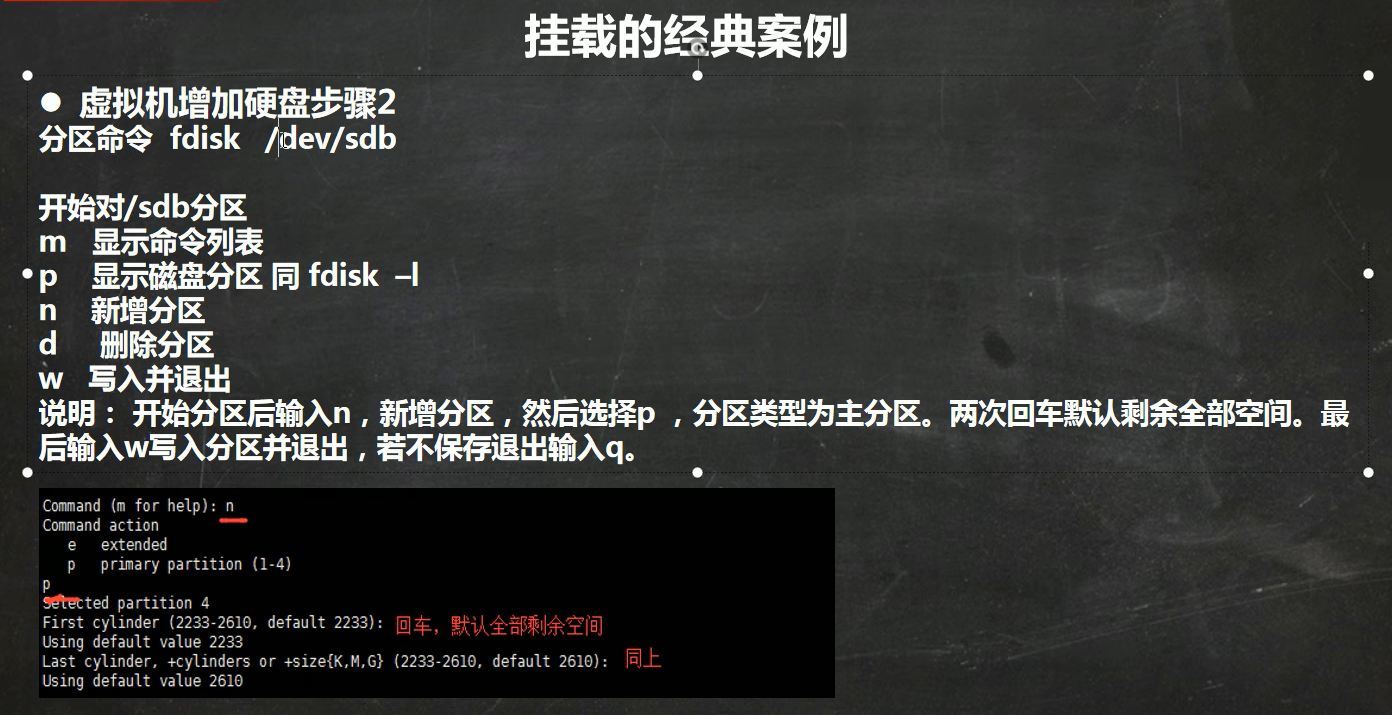 挂载的经典案例
● 虚拟机增加硬盘步骤2
分区命令 fdisk /dev/sdb
开始对/sdb分区
m 显示命令列表
p 显示磁盘分区 同 fdisk –l
n 新增分区
d 删除分区
w 写入并退出
说明： 开始分区后输入n，新增分区，然后选择p ，分区类型为主分区。两次回车默认剩余全部空间。最
后输入w写入分区并退出，若不保存退出输入q。
Command (m for help): n
Command action
e extended
p primary partition (1-4)
p
Selected partition 4
First cylinder (2233-2610, default 2233): 回车，默认全部剩余空间
Using default value 2233
Last cylinder, +cylinders or +size{K,M,G} (2233-2610, default 2610): 同上
Using default value 2610